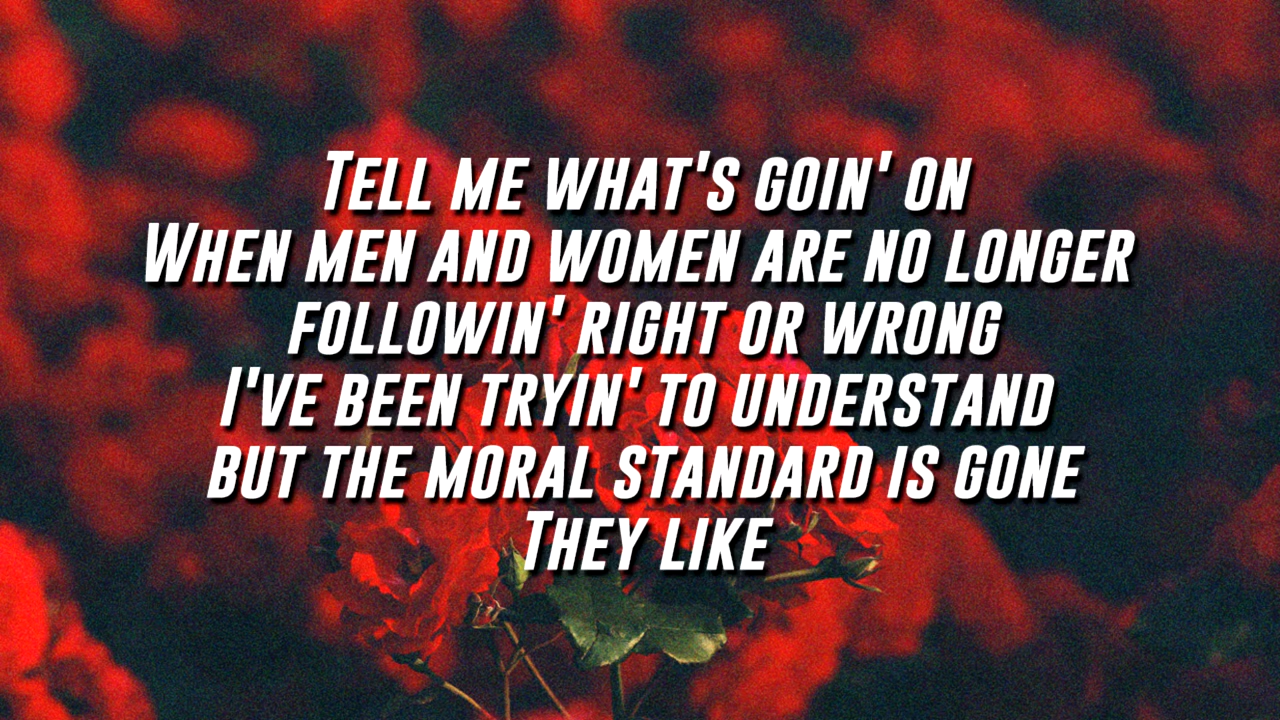 Tell me what's goin' on
When men and women are no longer
followin' right or wrong
I've been tryin' to understand
but the moral standard is gone
They like